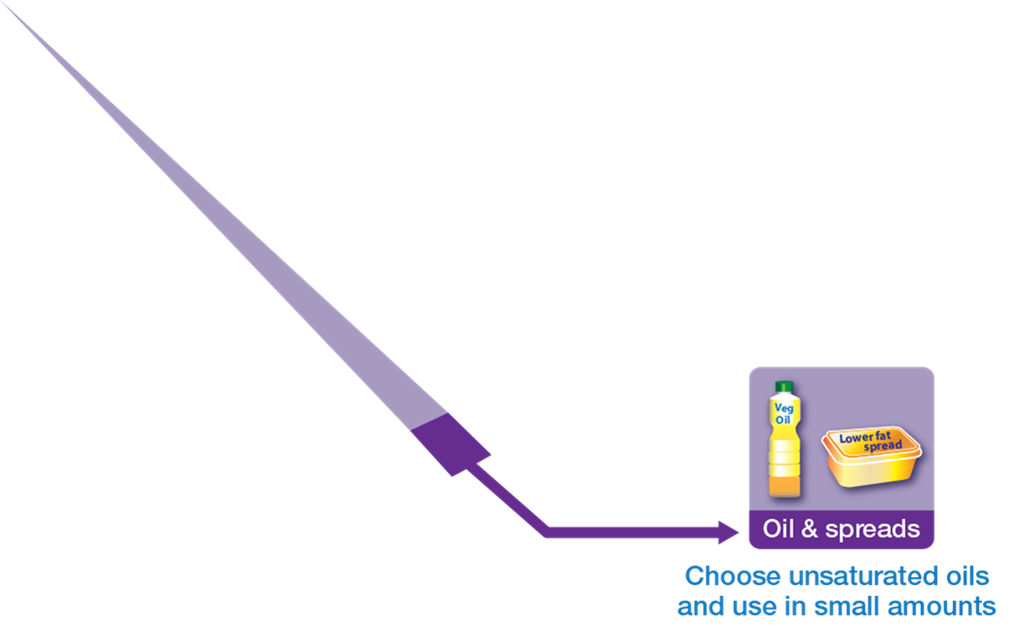 Veg
Oil
Lower fat
spread
Oil & spreads
Choose unsaturated oils
and use in small amounts